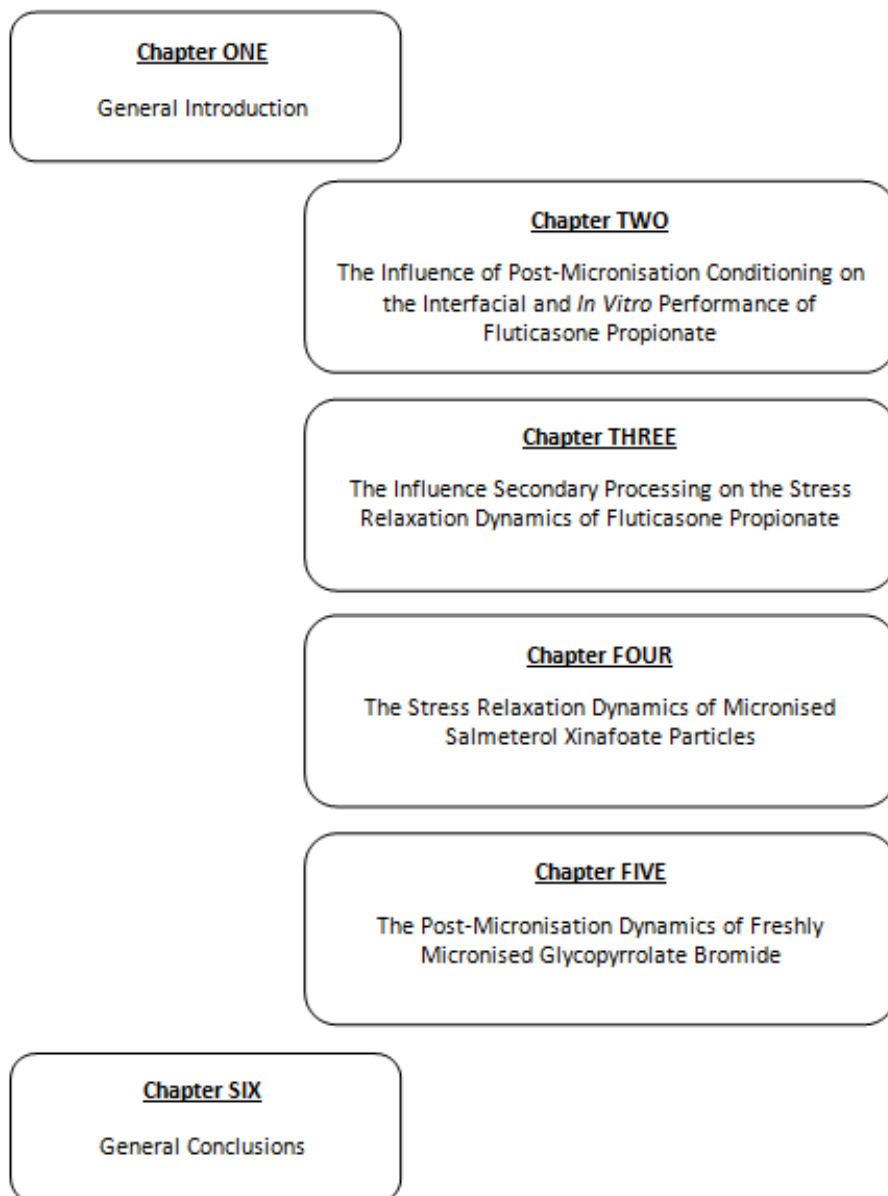 Chapter ONE
General Introduction
Chapter TWO
The Influence of Post-Micronisation Conditioning on
the Interfacial and In Vitro Performance of
Fluticasone Propionate
Chapter THREE
The Influence Secondary Processing on the Stress
Relaxation Dynamics of Fluticasone Propionate
Chapter FOUR
The Stress Relaxation Dynamics of Micronised
Salmeterol Xinafoate Particles
Chapter FIVE
The Post-Micronisation Dynamics of Freshly
Micronised Glycopyrrolate Bromide
Chapter SIX
General Conclusions